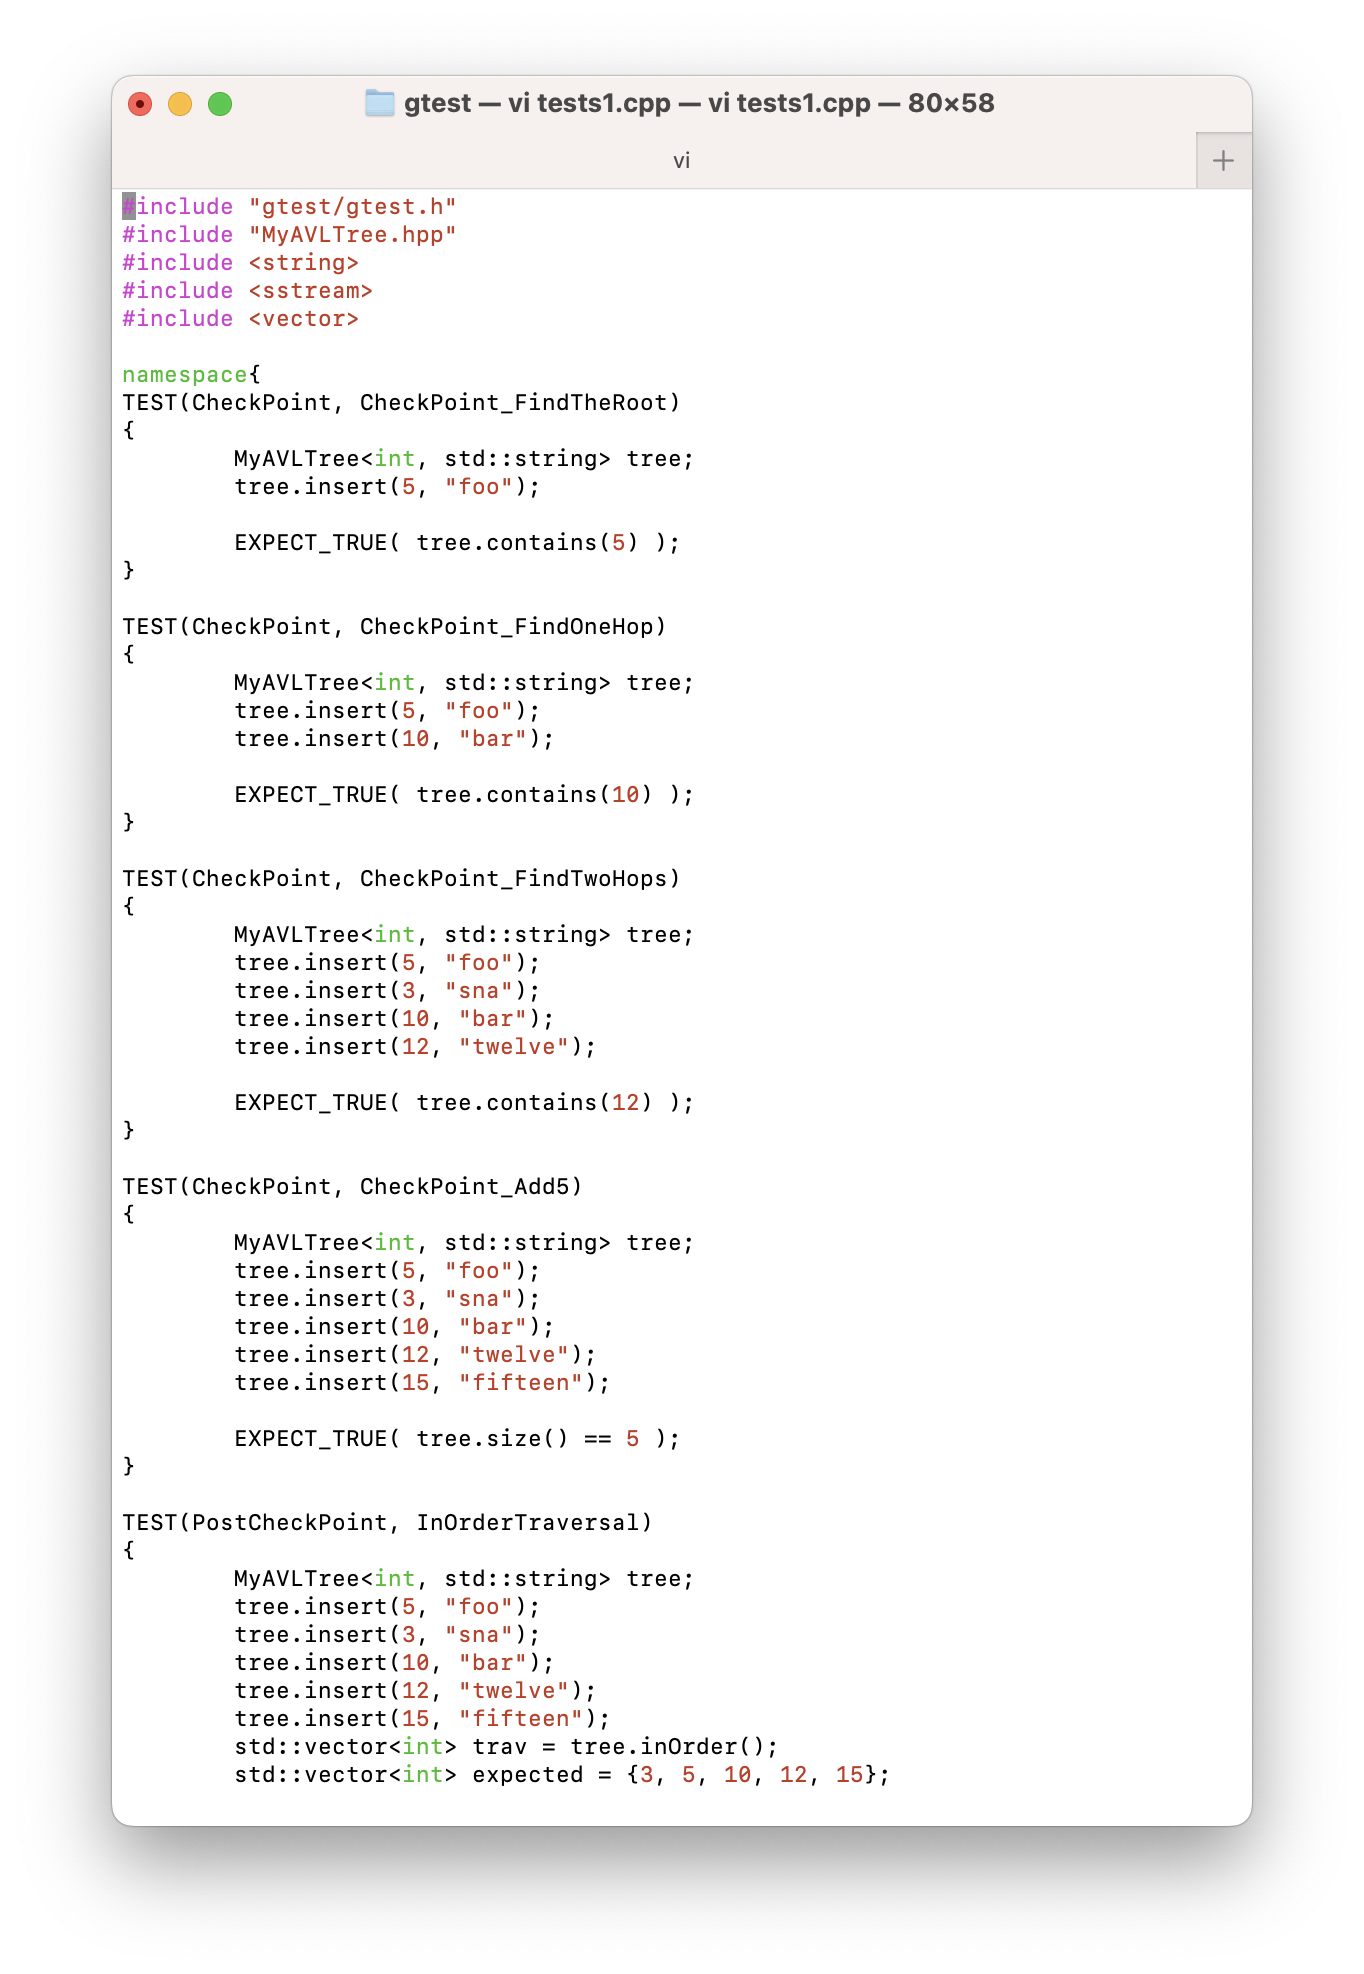 gtest — vi tests1.cpp — vi tests1.cpp — 80×58
vi
#include "gtest/gtest.h"
#include "MyAVLTree.hpp"
#include <string>
#include <sstream>
#include <vector>

namespace{
TEST(CheckPoint, CheckPoint_FindTheRoot)
{
        MyAVLTree<int, std::string> tree;
        tree.insert(5, "foo");

        EXPECT_TRUE( tree.contains(5) );
}

TEST(CheckPoint, CheckPoint_FindOneHop)
{
        MyAVLTree<int, std::string> tree;
        tree.insert(5, "foo");
        tree.insert(10, "bar");

        EXPECT_TRUE( tree.contains(10) );
}

TEST(CheckPoint, CheckPoint_FindTwoHops)
{
        MyAVLTree<int, std::string> tree;
        tree.insert(5, "foo");
        tree.insert(3, "sna");
        tree.insert(10, "bar");
        tree.insert(12, "twelve");

        EXPECT_TRUE( tree.contains(12) );
}

TEST(CheckPoint, CheckPoint_Add5)
{
        MyAVLTree<int, std::string> tree;
        tree.insert(5, "foo");
        tree.insert(3, "sna");
        tree.insert(10, "bar");
        tree.insert(12, "twelve");
        tree.insert(15, "fifteen");

        EXPECT_TRUE( tree.size() == 5 );
}

TEST(PostCheckPoint, InOrderTraversal)
{
        MyAVLTree<int, std::string> tree;
        tree.insert(5, "foo");
        tree.insert(3, "sna");
        tree.insert(10, "bar");
        tree.insert(12, "twelve");
        tree.insert(15, "fifteen");
        std::vector<int> trav = tree.inOrder();
        std::vector<int> expected = {3, 5, 10, 12, 15};